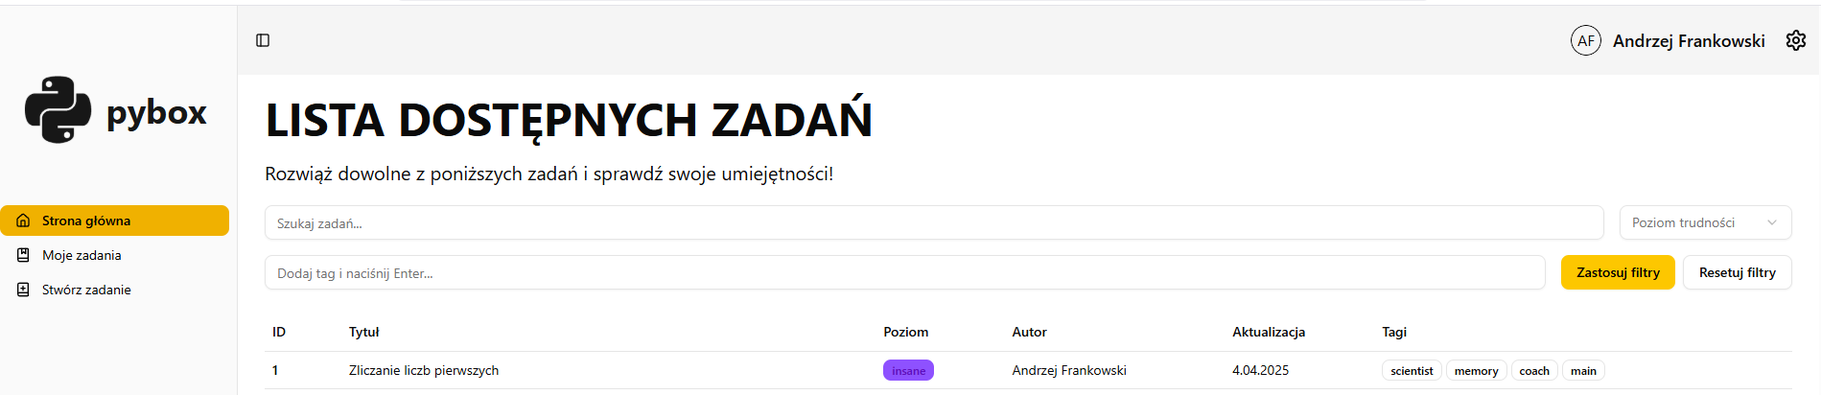 AF Andrzej Frankowski
pybox
LISTA DOSTĘPNYCH ZADAŃ
Rozwiąż dowolne z poniższych zadań i sprawdź swoje umiejętności!
Strona główna
Moje zadania
Stwórz zadanie
Szukaj zadań... Poziom trudności
Dodaj tag i naciśnij Enter... Zastosuj filtry Resetuj filtry
ID Tytuł Poziom Autor Aktualizacja Tagi
1 Zliczanie liczb pierwszych insane Andrzej Frankowski 4.04.2025 scientist memory coach main